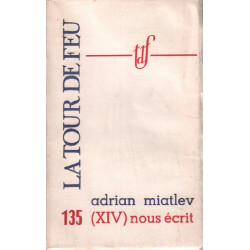 LA TOUR DE FEU
tdf
adrian miatlev
135 (XIV) nous écrit